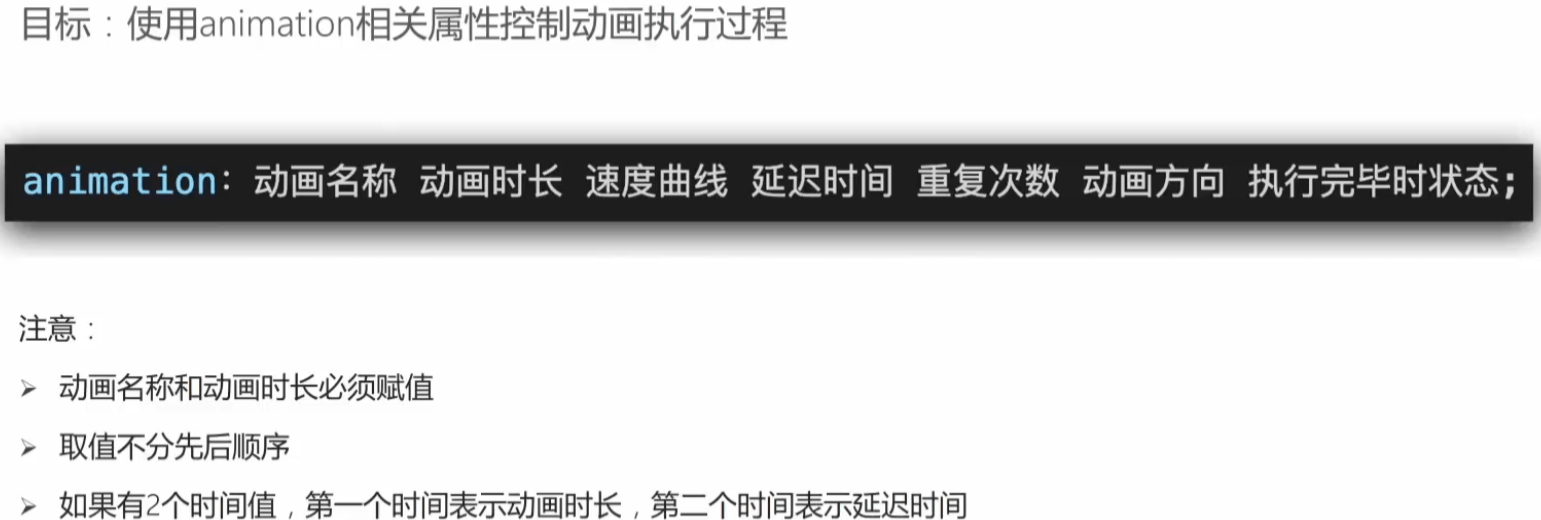 目标：使用animation相关属性控制动画执行过程
animation: 动画名称 动画时长 速度曲线 延迟时间 重复次数 动画方向 执行完毕时状态;
注意：
➢ 动画名称和动画时长必须赋值
➢ 取值不分先后顺序
➢ 如果有2个时间值，第一个时间表示动画时长，第二个时间表示延迟时间